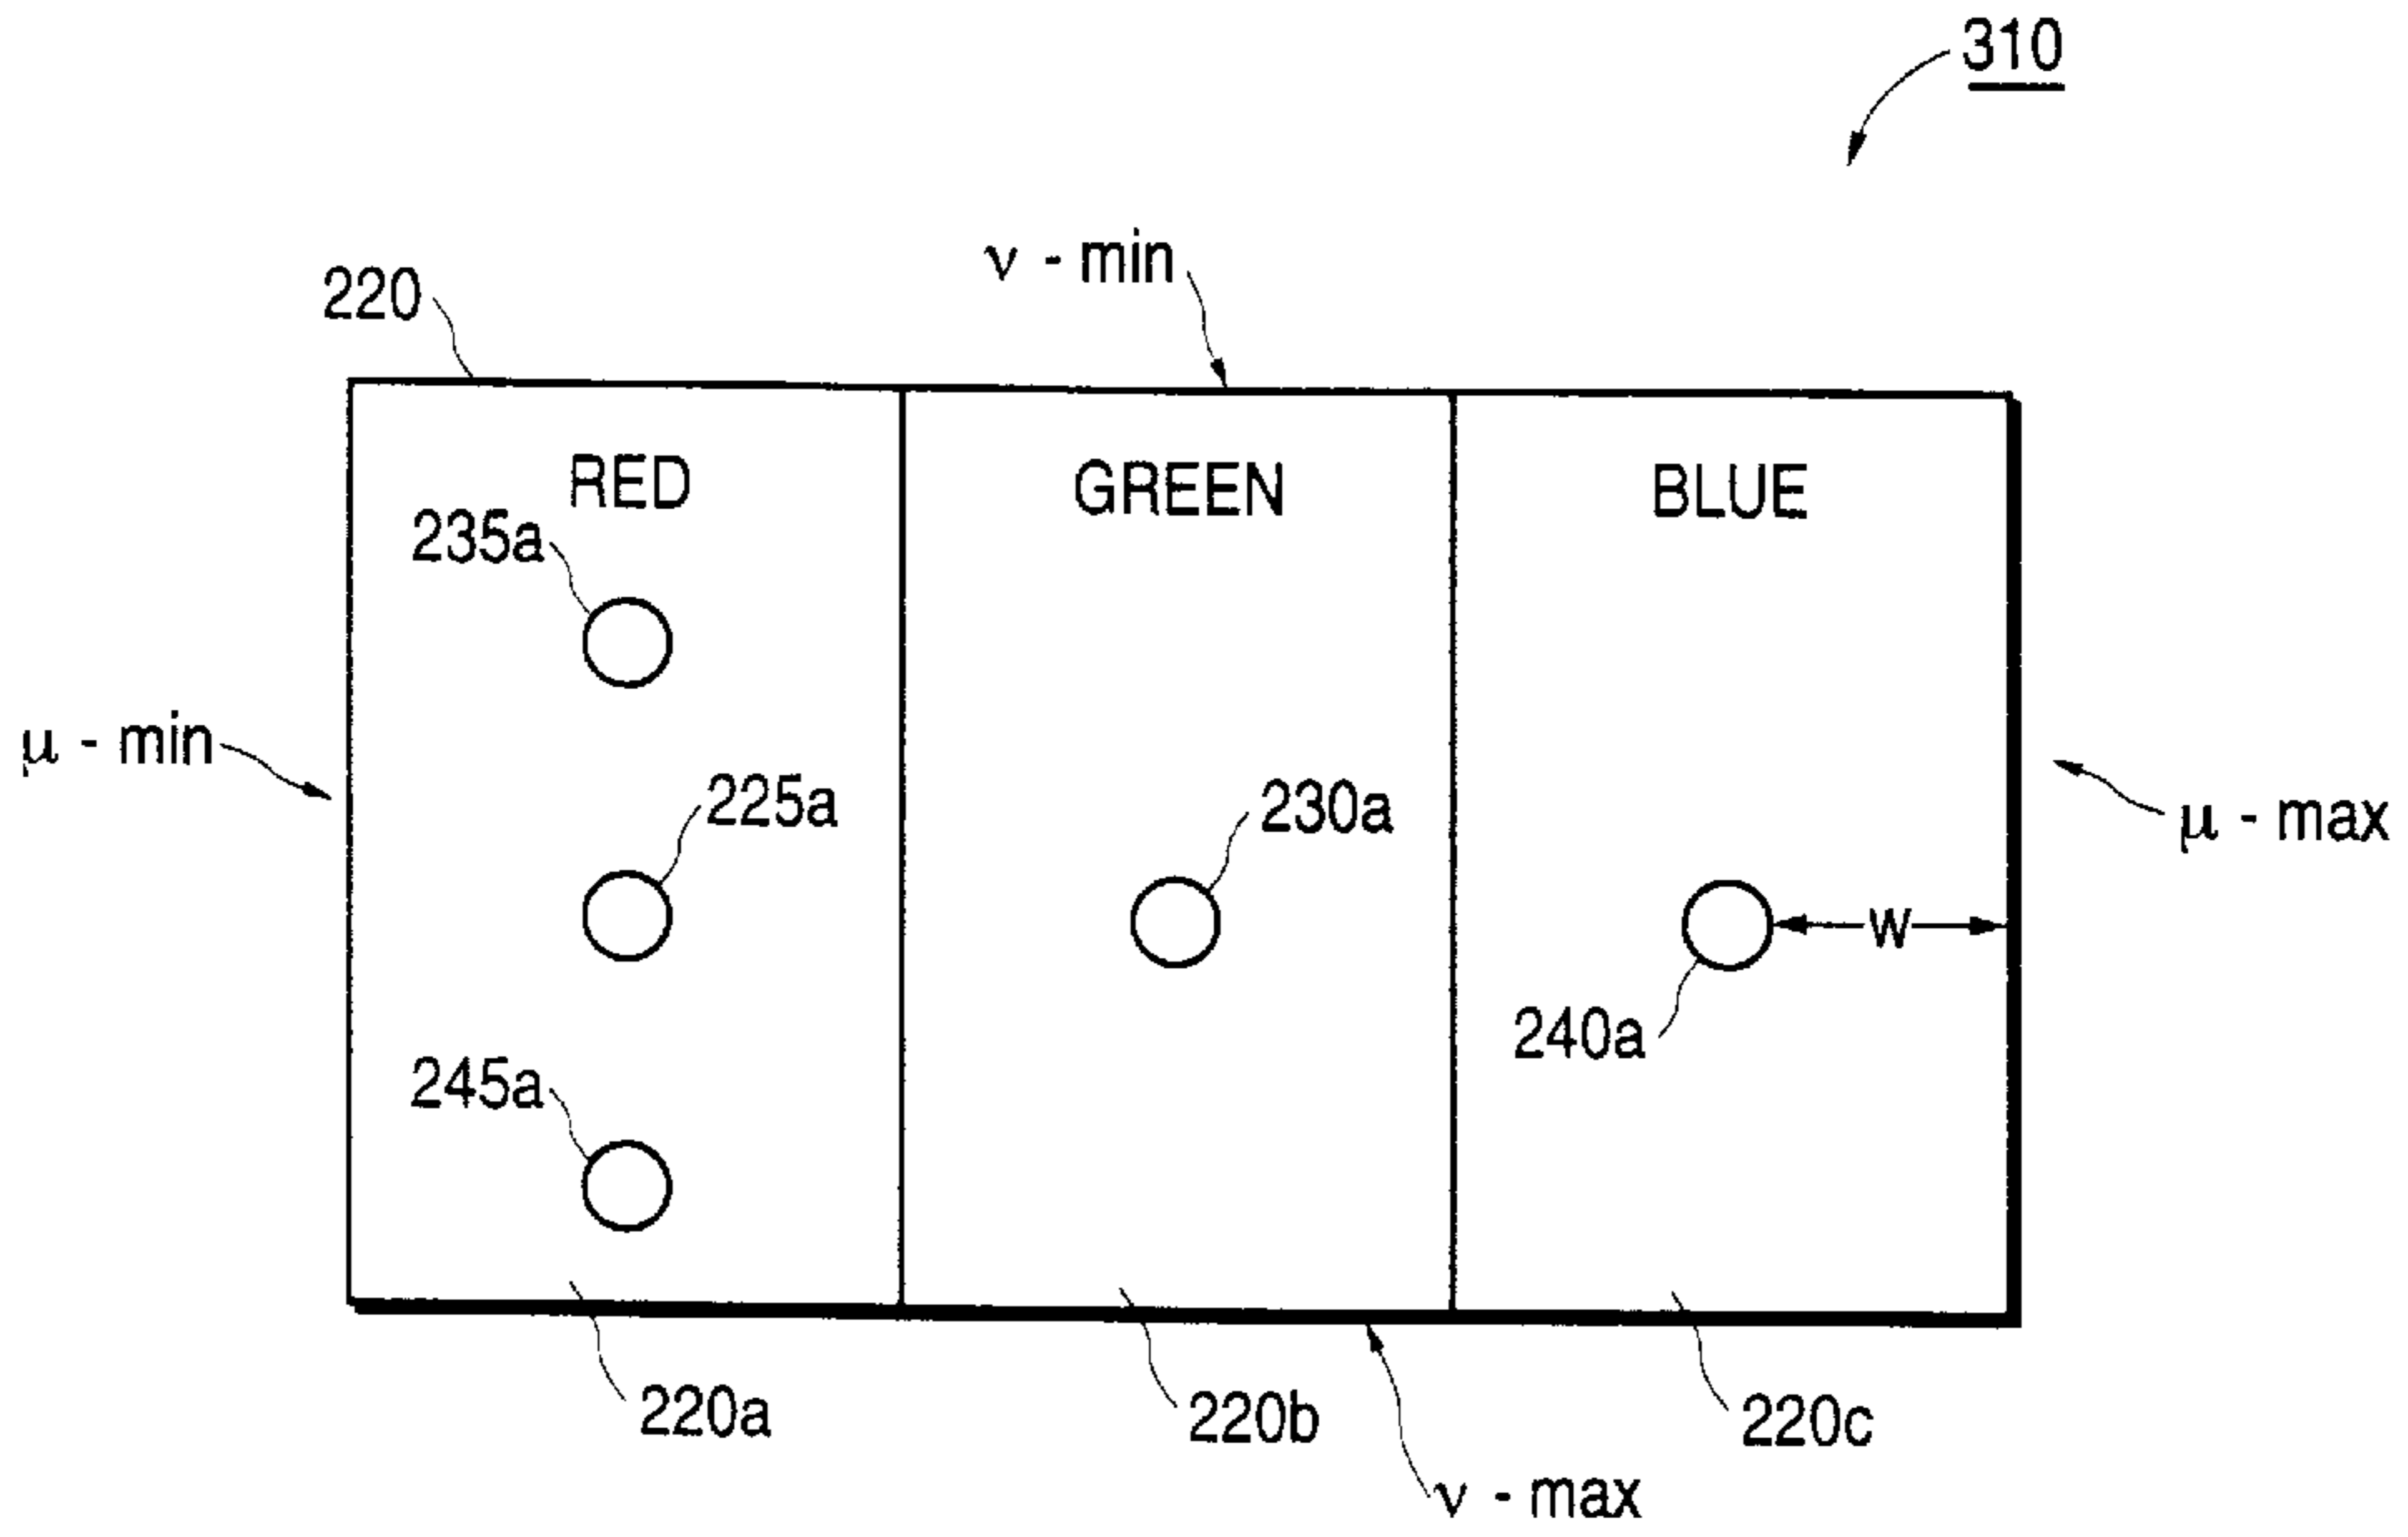 310
ν - min
220
RED
GREEN
BLUE
235a
μ - min
225a
230a
μ - max
W
240a
245a
220a
220b
220c
ν - max